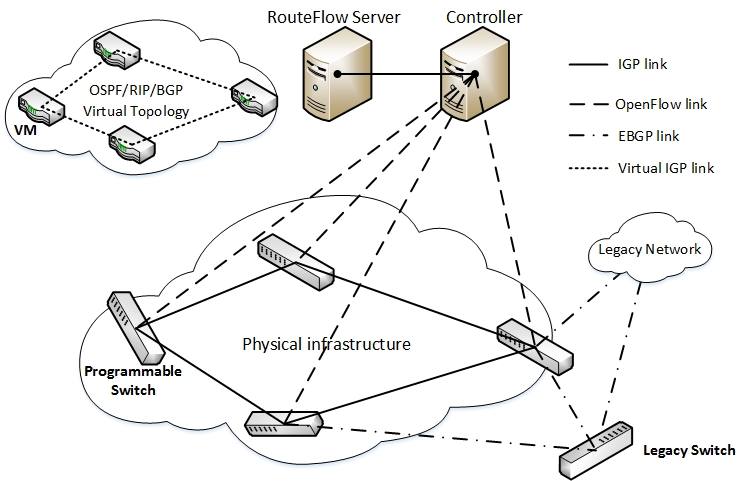 RouteFlow Server
Controller
OSPF/RIP/BGP
Virtual Topology
VM
IGP link
OpenFlow link
EBGP link
Virtual IGP link
Legacy Network
Physical infrastructure
Programmable
Switch
Legacy Switch